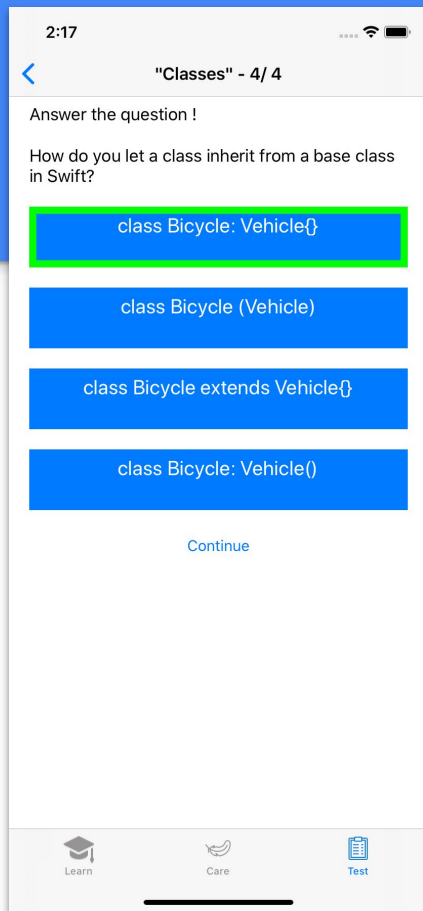 2:17
"Classes" - 4/ 4
Answer the question !
How do you let a class inherit from a base class
in Swift?
class Bicycle: Vehicle{}
class Bicycle (Vehicle)
class Bicycle extends Vehicle{}
class Bicycle: Vehicle()
Continue
Learn
Care
Test